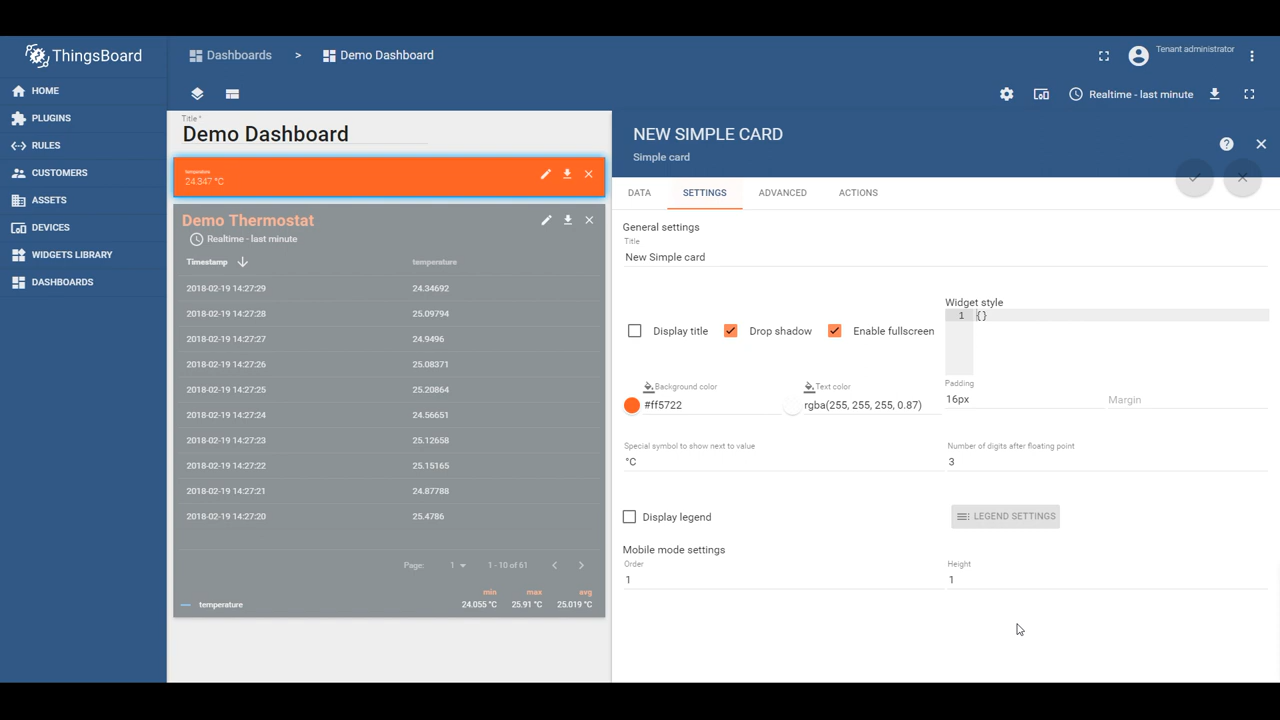 ThingsBoard
Dashboards > Demo Dashboard
Tenant administrator
HOME
PLUGINS
RULES
CUSTOMERS
ASSETS
DEVICES
WIDGETS LIBRARY
DASHBOARDS
Realtime - last minute
Title *
Demo Dashboard
temperature
24.347 °C
Demo Thermostat
Realtime - last minute
Timestamp temperature
2018-02-19 14:27:29 24.34692
2018-02-19 14:27:28 25.09794
2018-02-19 14:27:27 24.9496
2018-02-19 14:27:26 25.08371
2018-02-19 14:27:25 25.20864
2018-02-19 14:27:24 24.56651
2018-02-19 14:27:23 25.12658
2018-02-19 14:27:22 25.15165
2018-02-19 14:27:21 24.87788
2018-02-19 14:27:20 25.4786
Page: 1 1 - 10 of 61
min max avg
temperature 24.055 °C 25.91 °C 25.019 °C
NEW SIMPLE CARD
Simple card
DATA SETTINGS ADVANCED ACTIONS
General settings
Title
New Simple card
Display title Drop shadow Enable fullscreen
Widget style
1 {}
Background color
#ff5722
Text color
rgba(255, 255, 255, 0.87)
Padding
16px
Margin
Special symbol to show next to value
°C
Number of digits after floating point
3
Display legend
LEGEND SETTINGS
Mobile mode settings
Order
1
Height
1